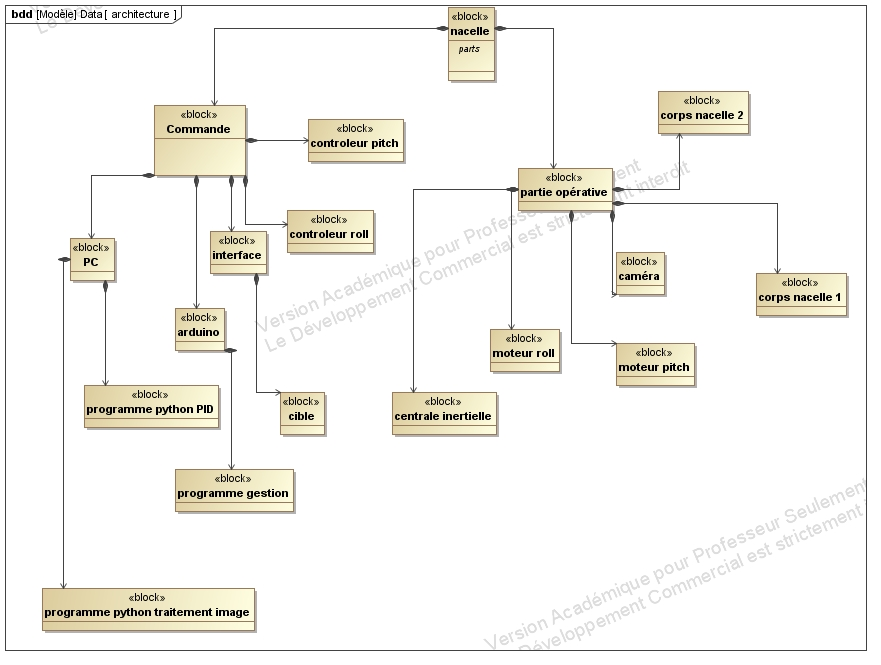 bdd [Modèle] Data [ architecture ]
Le Dév
«block»
nacelle
parts
«block»
Commande
«block»
controleur pitch
«block»
corps nacelle 2
«block»
partie opérative
«block»
controleur roll
«block»
interface
«block»
PC
«block»
caméra
«block»
corps nacelle 1
«block»
arduino
«block»
moteur roll
«block»
moteur pitch
«block»
programme python PID
«block»
cible
«block»
centrale inertielle
«block»
programme gestion
«block»
programme python traitement image
Version Académique pour Professeur Seulement
Le Développement Commercial est strictement interdit
Version Académique pour Professeur Seulement
Développement Commercial est strictement